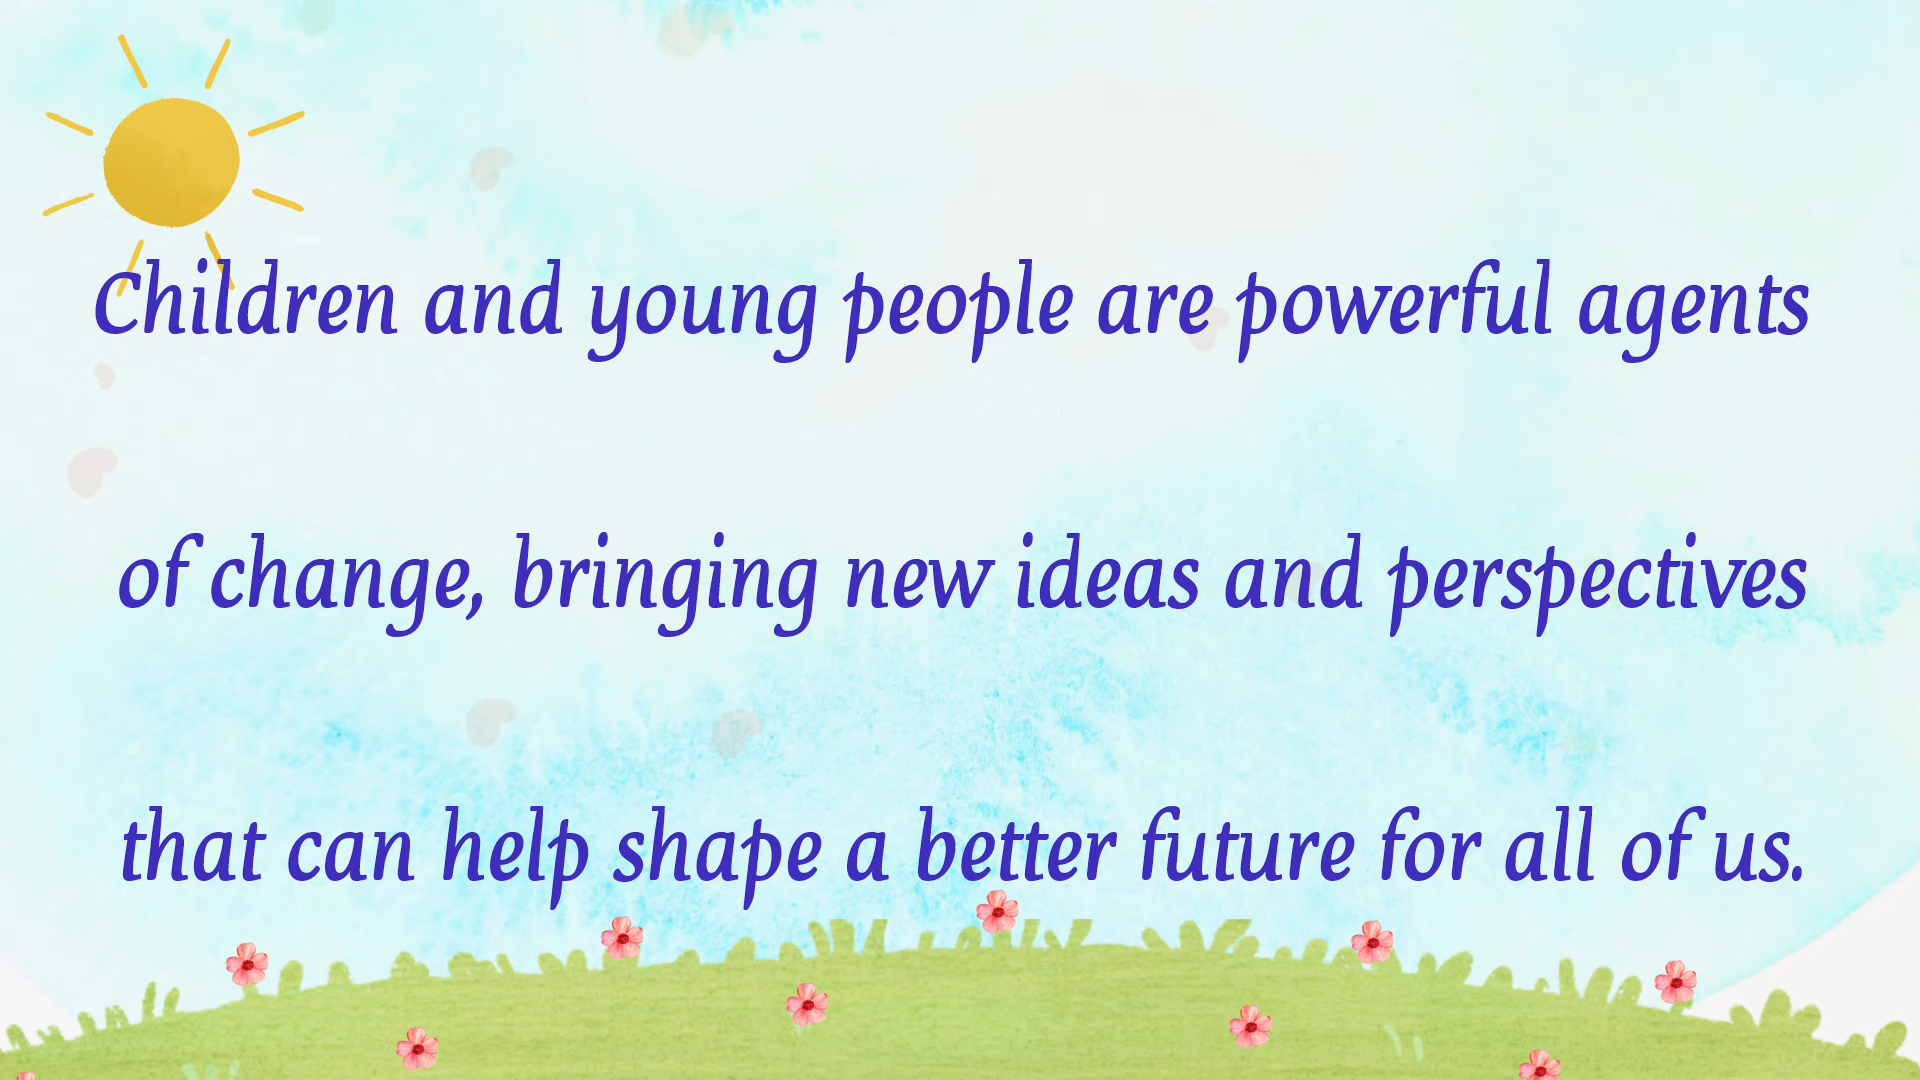 Children and young people are powerful agents
of change, bringing new ideas and perspectives
that can help shape a better future for all of us.